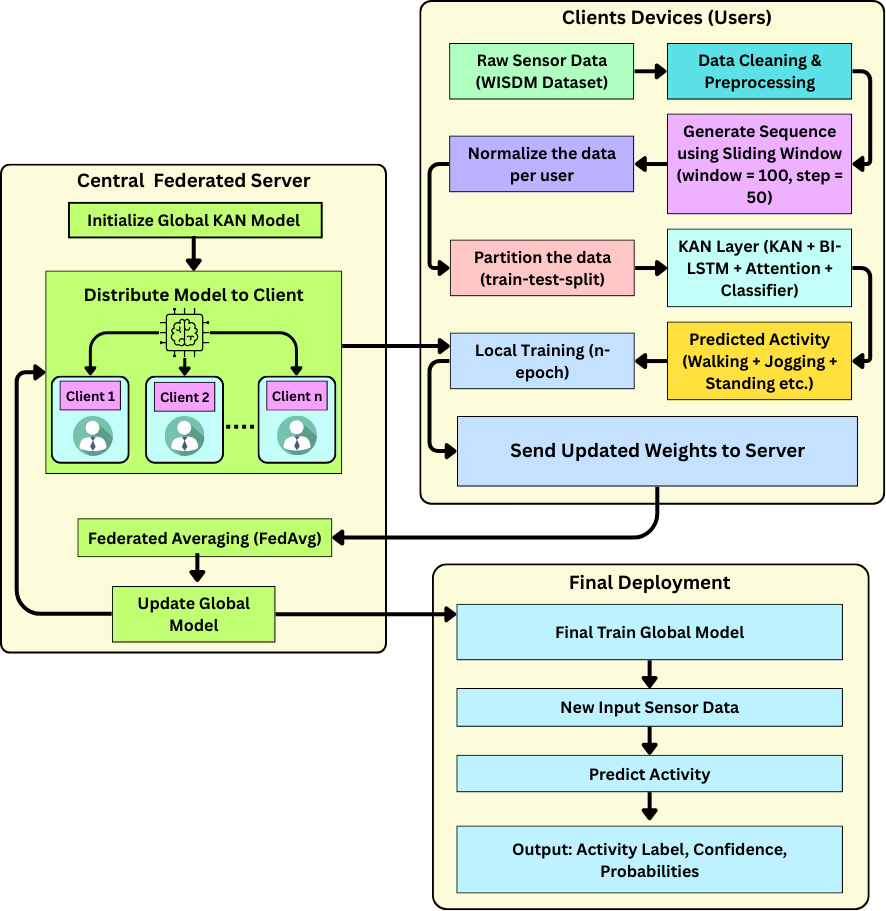 Clients Devices (Users)
Raw Sensor Data
(WISDM Dataset)
Data Cleaning &
Preprocessing
Generate Sequence
using Sliding Window
(window = 100, step =
50)
Normalize the data
per user
Partition the data
(train-test-split)
KAN Layer (KAN + BI-
LSTM + Attention +
Classifier)
Predicted Activity
(Walking + Jogging +
Standing etc.)
Local Training (n-
epoch)
Send Updated Weights to Server
Central Federated Server
Initialize Global KAN Model
Distribute Model to Client
Client 1
Client 2
Client n
Federated Averaging (FedAvg)
Update Global
Model
Final Deployment
Final Train Global Model
New Input Sensor Data
Predict Activity
Output: Activity Label, Confidence,
Probabilities